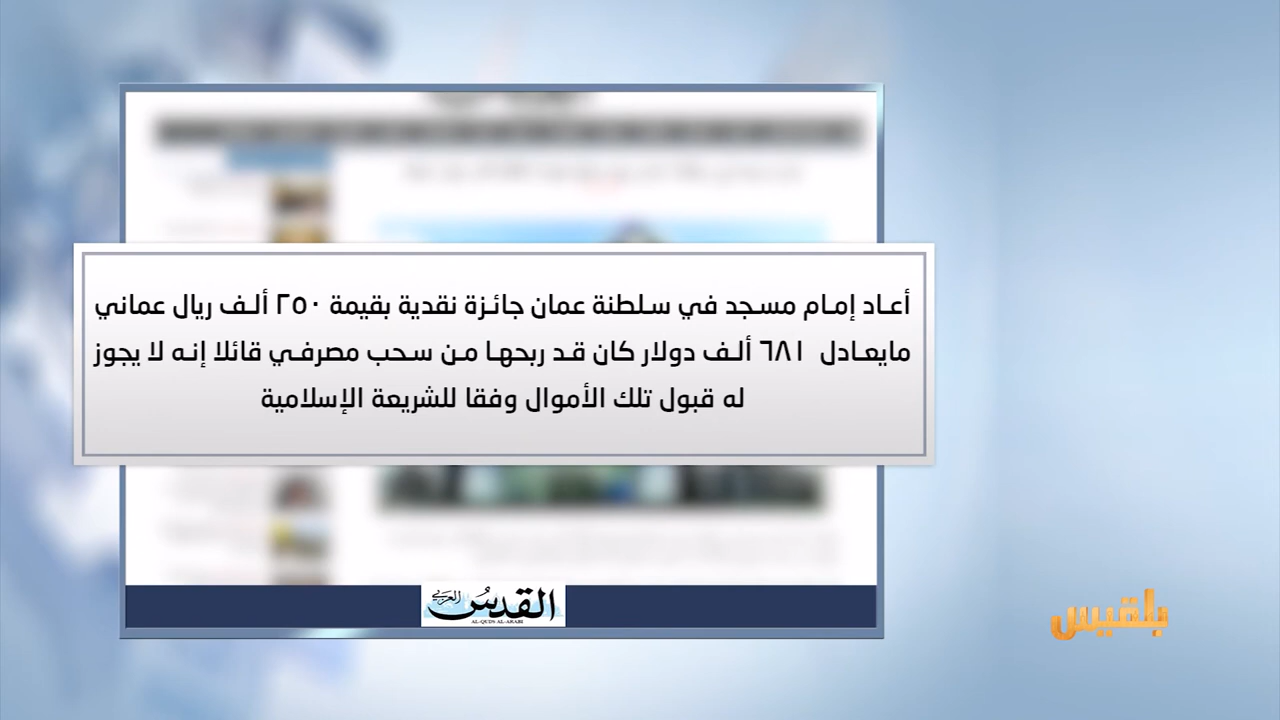 أعاد إمام مسجد في سلطنة عمان جائزة نقدية بقيمة ٢٥٠ ألف ريال عماني
مايعادل ٦٨١ ألف دولار كان قد ربحها من سحب مصرفي قائلا إنه لا يجوز
له قبول تلك الأموال وفقا للشريعة الإسلامية
القدس العربي
AL-QUDS AL-ARABI
بلقيس